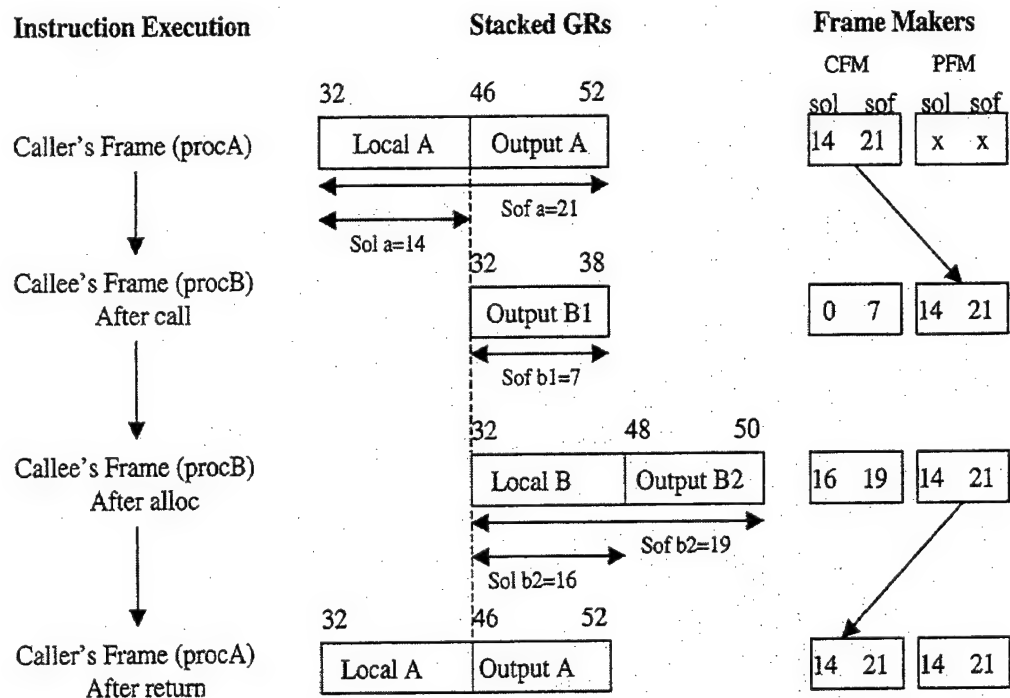 Instruction Execution
Stacked GRs
Frame Makers
CFM PFM
sol sof sol sof
32 46 52
Caller's Frame (procA)
Local A Output A
14 21 x x
Sof a=21
Sol a=14
32 38
Callee's Frame (procB)
After call
Output B1
0 7 14 21
Sof b1=7
32 48 50
Callee's Frame (procB)
After alloc
Local B Output B2
16 19 14 21
Sof b2=19
Sol b2=16
32 46 52
Caller's Frame (procA)
After return
Local A Output A
14 21 14 21